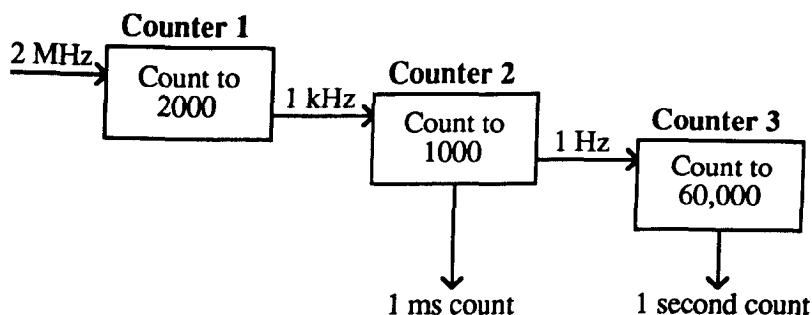 Counter 1
2 MHz
Count to
2000
1 kHz
Counter 2
Count to
1000
1 Hz
Counter 3
Count to
60,000
1 ms count
1 second count